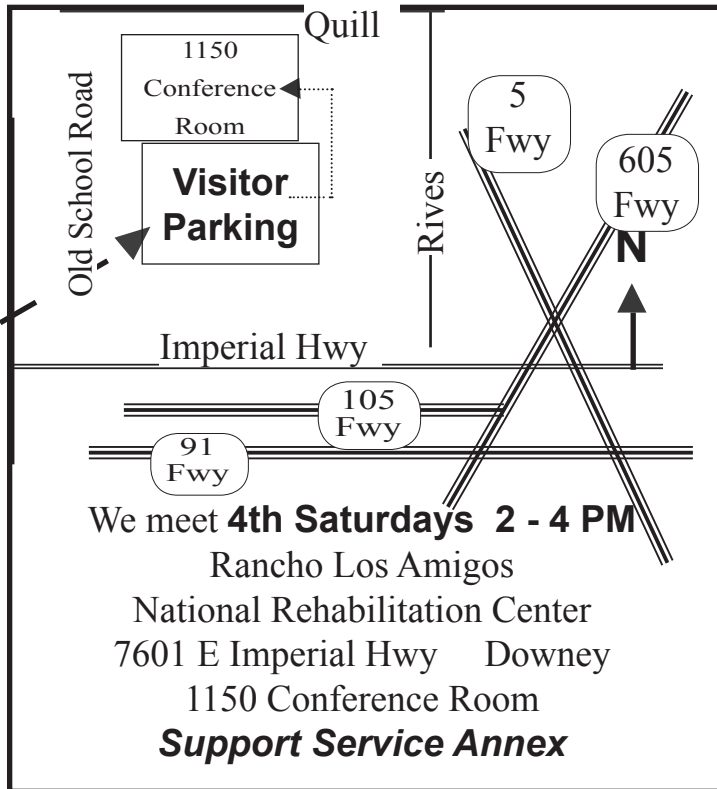 Quill
1150
Conference
Room
Old School Road
Visitor
Parking
Rives
5
Fwy
605
Fwy
N
Imperial Hwy
105
Fwy
91
Fwy
We meet 4th Saturdays 2 - 4 PM
Rancho Los Amigos
National Rehabilitation Center
7601 E Imperial Hwy Downey
1150 Conference Room
Support Service Annex